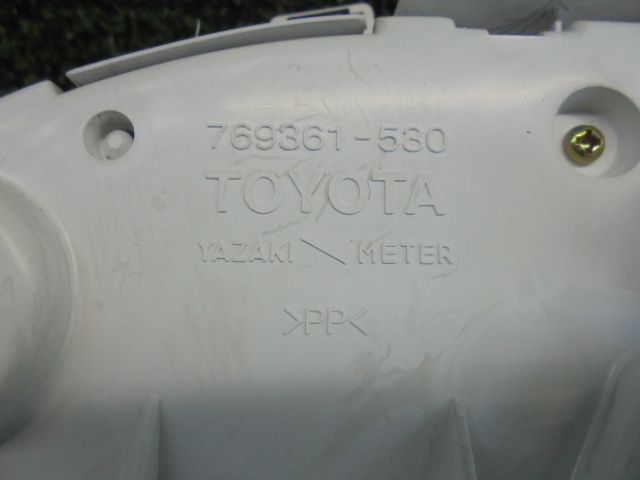 769361-530
TOYOTA
YAZAKI \ METER
>PP<